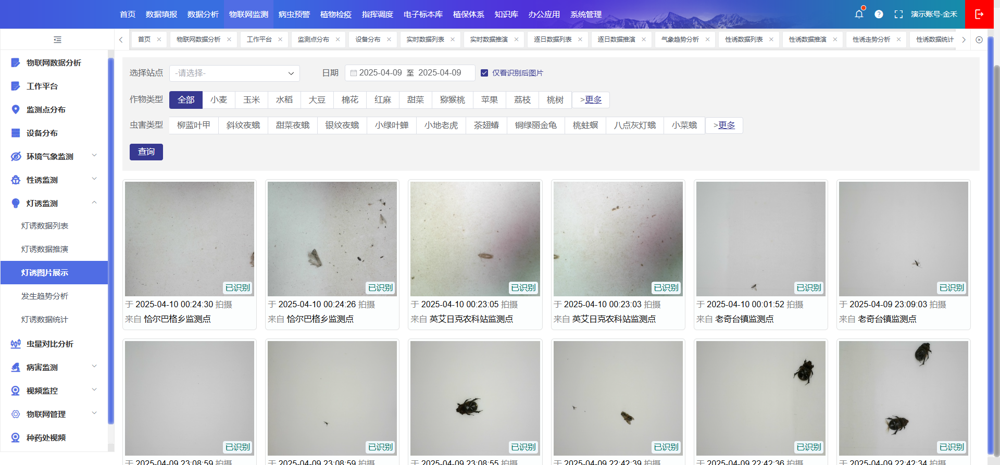 首页 数据填报 数据分析 物联网监测 病虫预警 植物检疫 指挥调度 电子标本库 植保体系 知识库 办公应用 系统管理 演示账号-金禾
首页 物联网数据分析 工作平台 监测点分布 设备分布 实时数据列表 实时数据推演 逐日数据列表 逐日数据推演 气象趋势分析 性诱数据列表 性诱数据推演 性诱走势分析 性诱数据统计
物联网数据分析
工作平台
监测点分布
设备分布
环境气象监测
性诱监测
灯诱监测
灯诱数据列表
灯诱数据推演
灯诱图片展示
发生趋势分析
灯诱数据统计
虫量对比分析
病害监测
视频监控
物联网管理
种药处视频
选择站点 -请选择- 日期 2025-04-09 至 2025-04-09 仅看识别后图片
作物类型 全部 小麦 玉米 水稻 大豆 棉花 红麻 甜菜 猕猴桃 苹果 荔枝 桃树 >更多
虫害类型 柳蓝叶甲 斜纹夜蛾 甜菜夜蛾 银纹夜蛾 小绿叶蝉 小地老虎 茶翅蝽 铜绿丽金龟 桃蛀螟 八点灰灯蛾 小菜蛾 >更多
查询
已识别 已识别 已识别 已识别 已识别 已识别
于 2025-04-10 00:24:30 拍摄 于 2025-04-10 00:24:26 拍摄 于 2025-04-10 00:23:05 拍摄 于 2025-04-10 00:23:03 拍摄 于 2025-04-10 00:01:52 拍摄 于 2025-04-09 23:09:03 拍摄
来自 恰尔巴格乡监测点 来自 恰尔巴格乡监测点 来自 英艾日克农科站监测点 来自 英艾日克农科站监测点 来自 老奇台镇监测点 来自 老奇台镇监测点
已识别 已识别 已识别 已识别 已识别 已识别
于 2025-04-09 23:08:59 拍摄 于 2025-04-09 23:08:59 拍摄 于 2025-04-09 23:08:55 拍摄 于 2025-04-09 22:42:39 拍摄 于 2025-04-09 22:42:36 拍摄 于 2025-04-09 22:42:34 拍摄